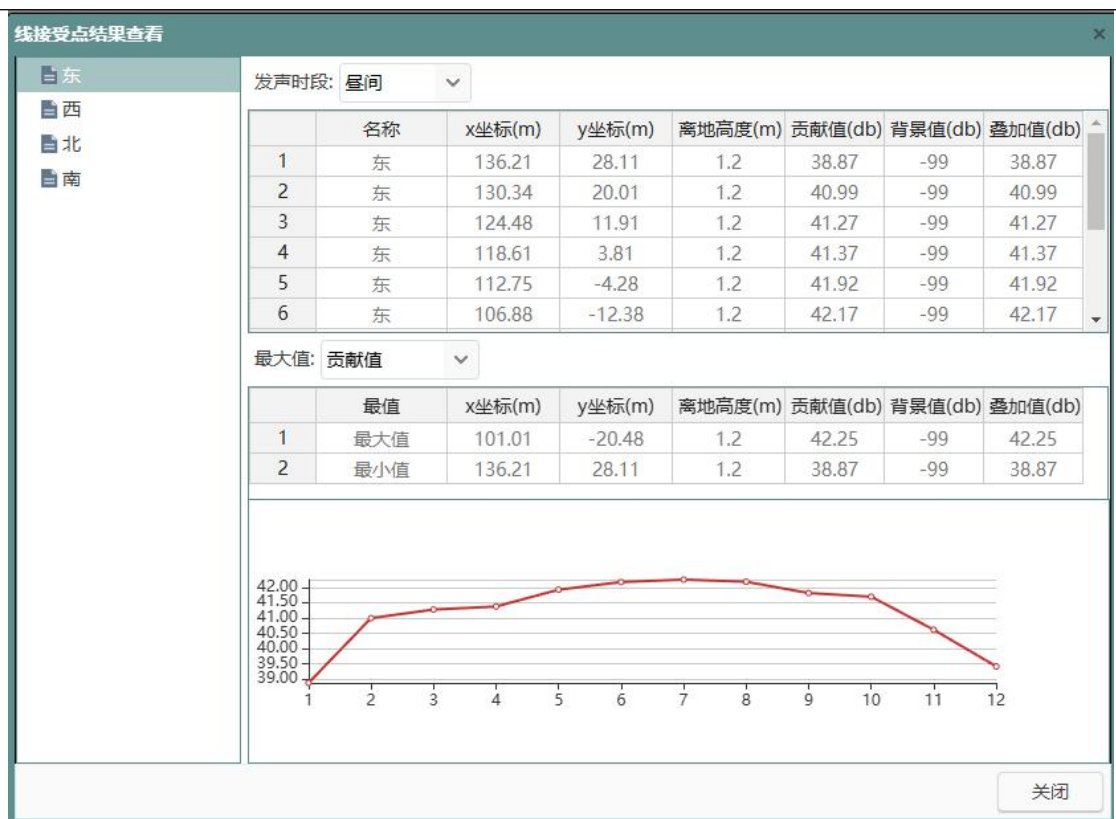 线接受点结果查看 ×
东
西
北
南
发声时段: 昼间
名称 x坐标(m) y坐标(m) 离地高度(m) 贡献值(db) 背景值(db) 叠加值(db)
1 东 136.21 28.11 1.2 38.87 -99 38.87
2 东 130.34 20.01 1.2 40.99 -99 40.99
3 东 124.48 11.91 1.2 41.27 -99 41.27
4 东 118.61 3.81 1.2 41.37 -99 41.37
5 东 112.75 -4.28 1.2 41.92 -99 41.92
6 东 106.88 -12.38 1.2 42.17 -99 42.17
最大值: 贡献值
最值 x坐标(m) y坐标(m) 离地高度(m) 贡献值(db) 背景值(db) 叠加值(db)
1 最大值 101.01 -20.48 1.2 42.25 -99 42.25
2 最小值 136.21 28.11 1.2 38.87 -99 38.87
42.00
41.50
41.00
40.50
40.00
39.50
39.00
1 2 3 4 5 6 7 8 9 10 11 12
关闭